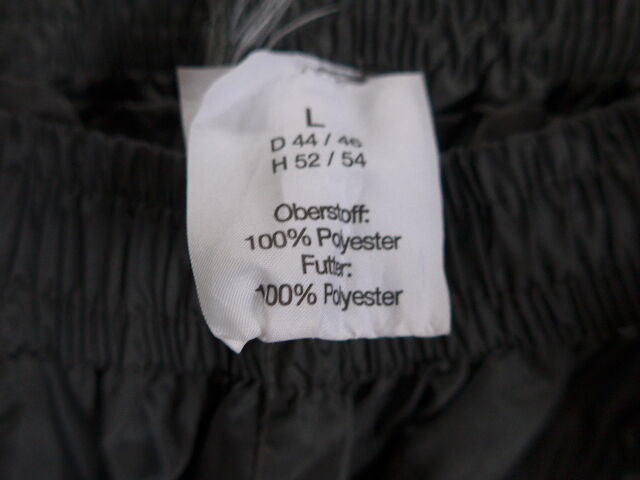 L
D 44 / 46
H 52 / 54
Oberstoff:
100% Polyester
Futter:
100% Polyester